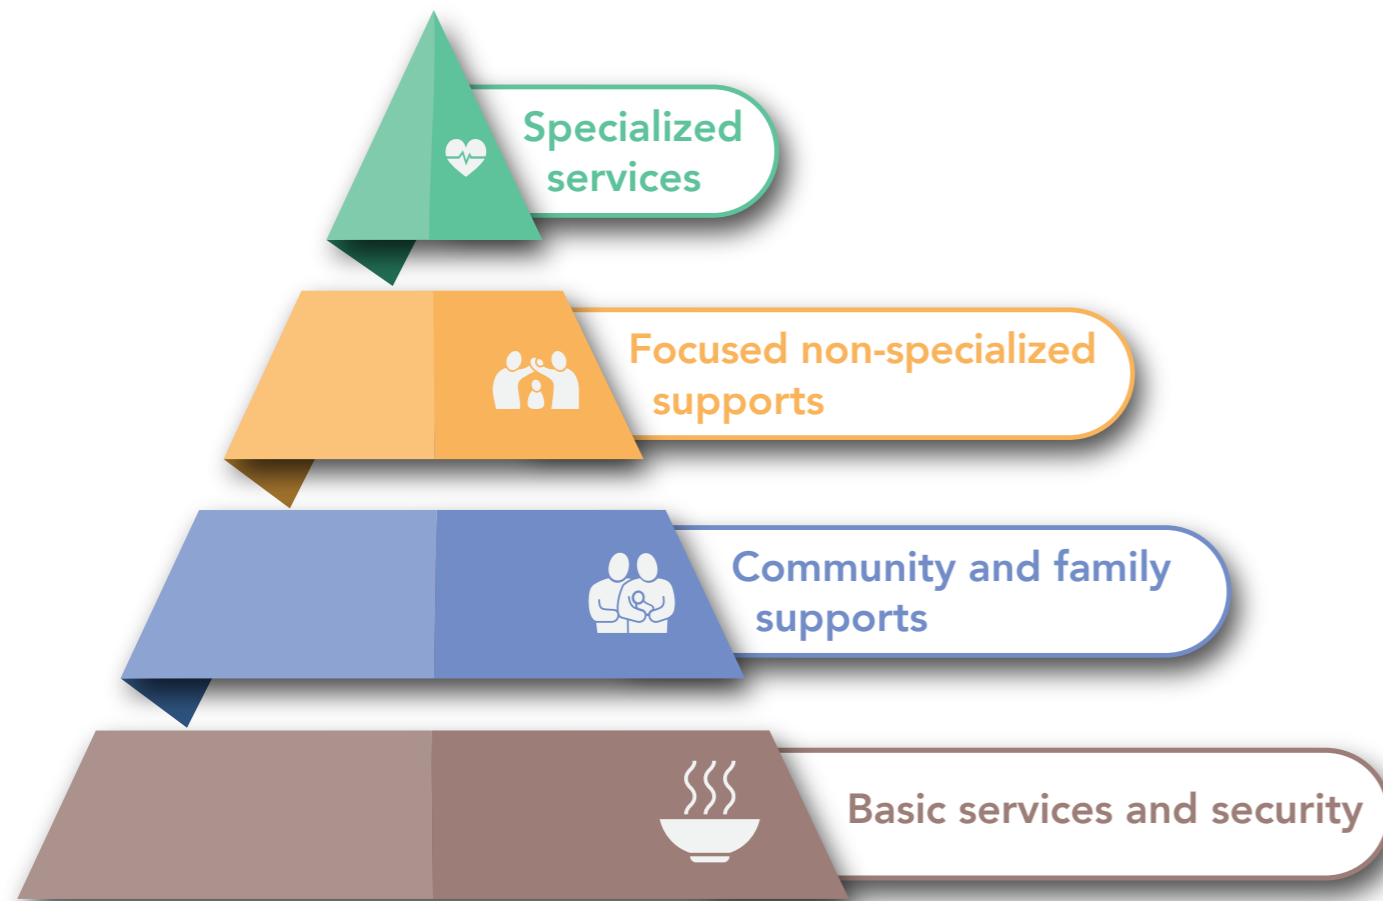 Specialized
services
Focused non-specialized
supports
Community and family
supports
Basic services and security